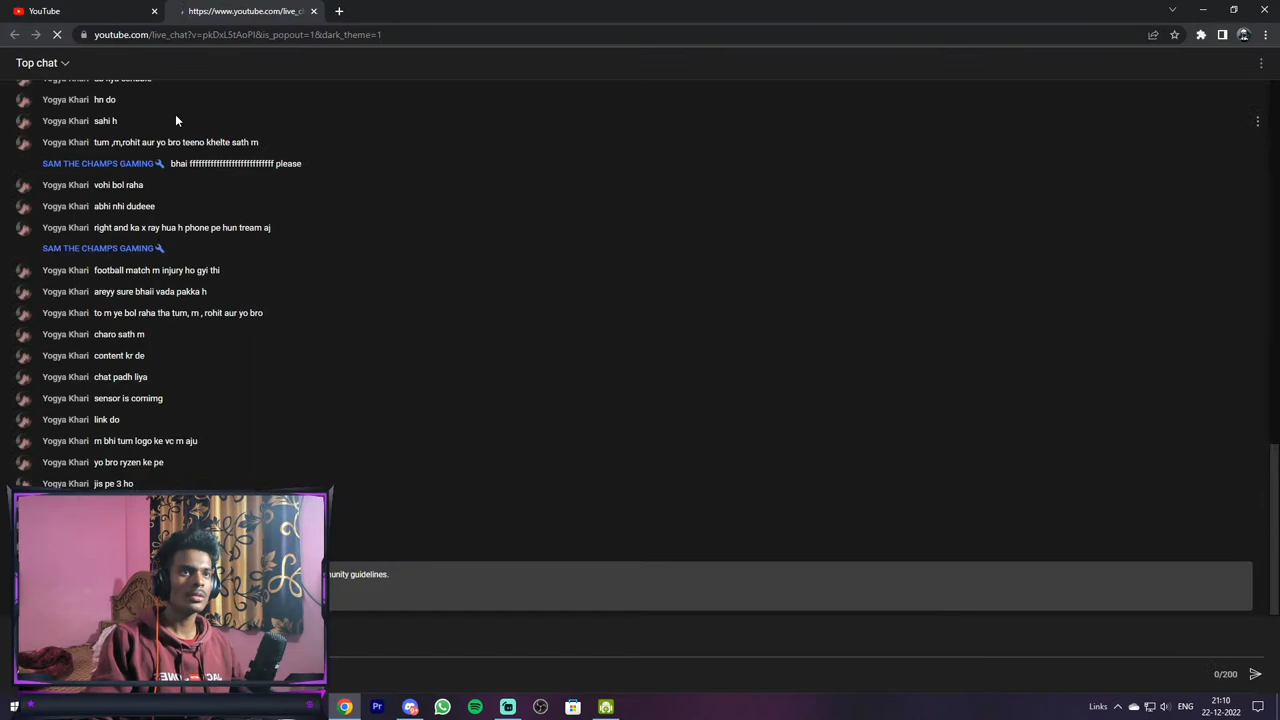 YouTube
https://www.youtube.com/live_c
youtube.com/live_chat?v=pkDxL5tAoPI&is_popout=1&dark_theme=1
Top chat
Yogya Khari hn do
Yogya Khari sahi h
Yogya Khari tum ,m,rohit aur yo bro teeno khelte sath m
SAM THE CHAMPS GAMING bhai ffffffffffffffffffffffffffff please
Yogya Khari vohi bol raha
Yogya Khari abhi nhi dudeee
Yogya Khari right and ka x ray hua h phone pe hun tream aj
SAM THE CHAMPS GAMING
Yogya Khari football match m injury ho gyi thi
Yogya Khari areyy sure bhaii vada pakka h
Yogya Khari to m ye bol raha tha tum, m , rohit aur yo bro
Yogya Khari charo sath m
Yogya Khari content kr de
Yogya Khari chat padh liya
Yogya Khari sensor is comimg
Yogya Khari link do
Yogya Khari m bhi tum logo ke vc m aju
Yogya Khari yo bro ryzen ke pe
Yogya Khari jis pe 3 ho
unity guidelines.
0/200
Links
ENG
21:10
22-12-2022